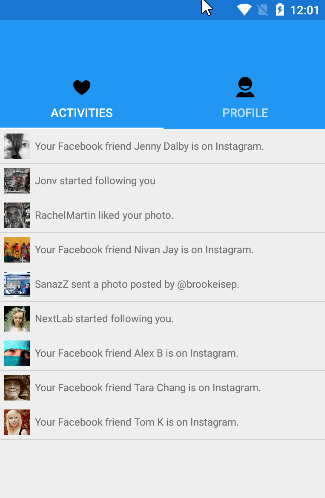 12:01
ACTIVITIES
PROFILE
Your Facebook friend Jenny Dalby is on Instagram.
Jonv started following you
RachelMartin liked your photo.
Your Facebook friend Nivan Jay is on Instagram.
SanazZ sent a photo posted by @brookeisep.
NextLab started following you.
Your Facebook friend Alex B is on Instagram.
Your Facebook friend Tara Chang is on Instagram.
Your Facebook friend Tom K is on Instagram.